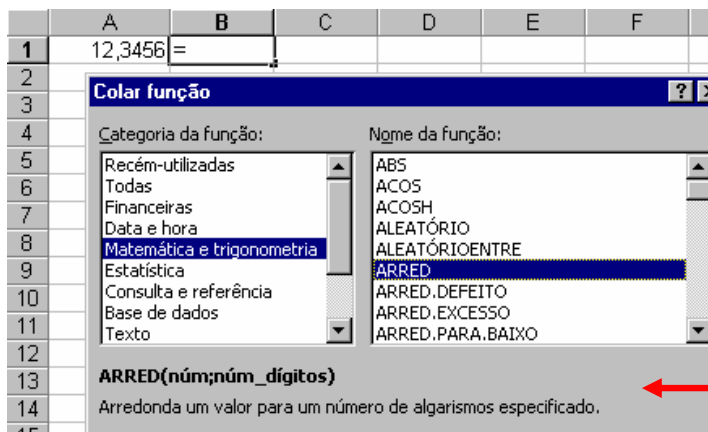 A B C D E F
1 12,3456 =
2
Colar função ?
3
4 Categoria da função: Nome da função:
5 Recém-utilizadas ABS
6 Todas ACOS
7 Financeiras ACOSH
Data e hora ALEATÓRIO
8 Matemática e trigonometria ALEATÓRIOENTRE
9 Estatística ARRED
10 Consulta e referência ARRED.DEFEITO
11 Base de dados ARRED.EXCESSO
Texto ARRED.PARA.BAIXO
12
13 ARRED(núm;núm_dígitos)
14 Arredonda um valor para um número de algarismos especificado.
15